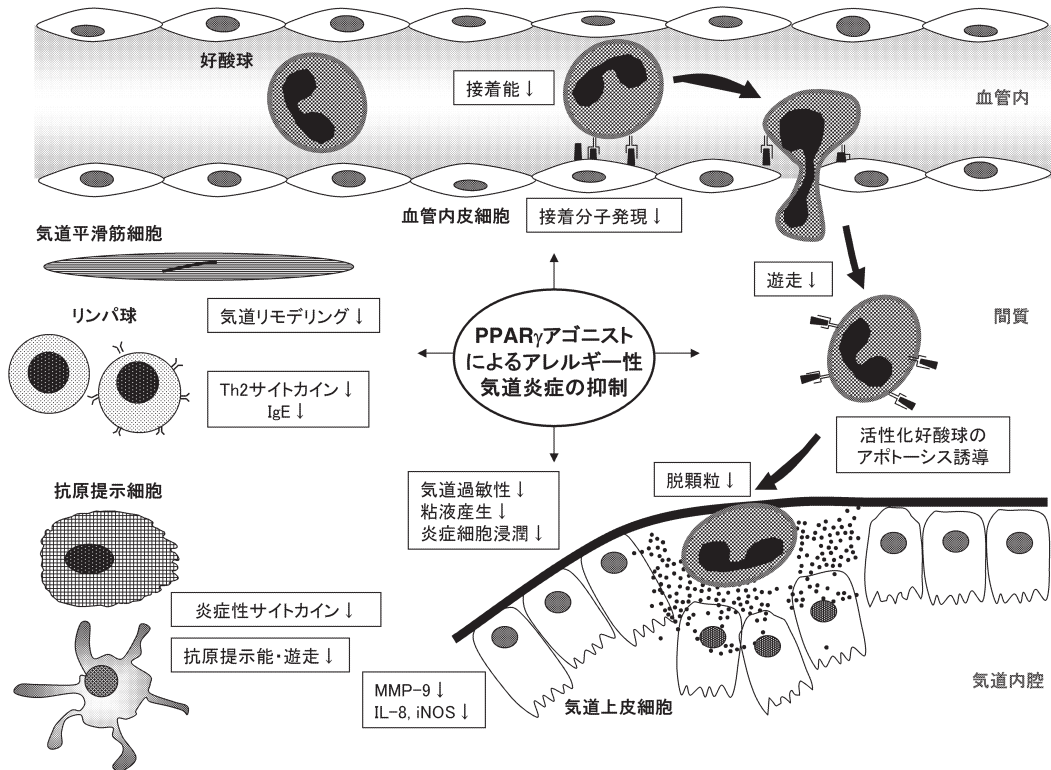 好酸球
接着能↓
血管内
血管内皮細胞
接着分子発現↓
気道平滑筋細胞
遊走↓
気道リモデリング↓
リンパ球
間質
PPARγアゴニスト
によるアレルギー性
気道炎症の抑制
Th2サイトカイン↓
IgE↓
活性化好酸球の
アポトーシス誘導
脱顆粒↓
気道過敏性↓
粘液産生↓
炎症細胞浸潤↓
抗原提示細胞
炎症性サイトカイン↓
抗原提示能・遊走↓
MMP-9↓
IL-8, iNOS↓
気道上皮細胞
気道内腔